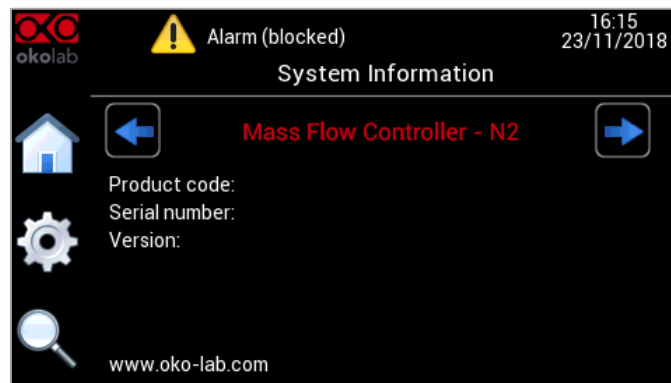 okolab
Alarm (blocked)
16:15
23/11/2018
System Information
Mass Flow Controller - N2
Product code:
Serial number:
Version:
www.oko-lab.com